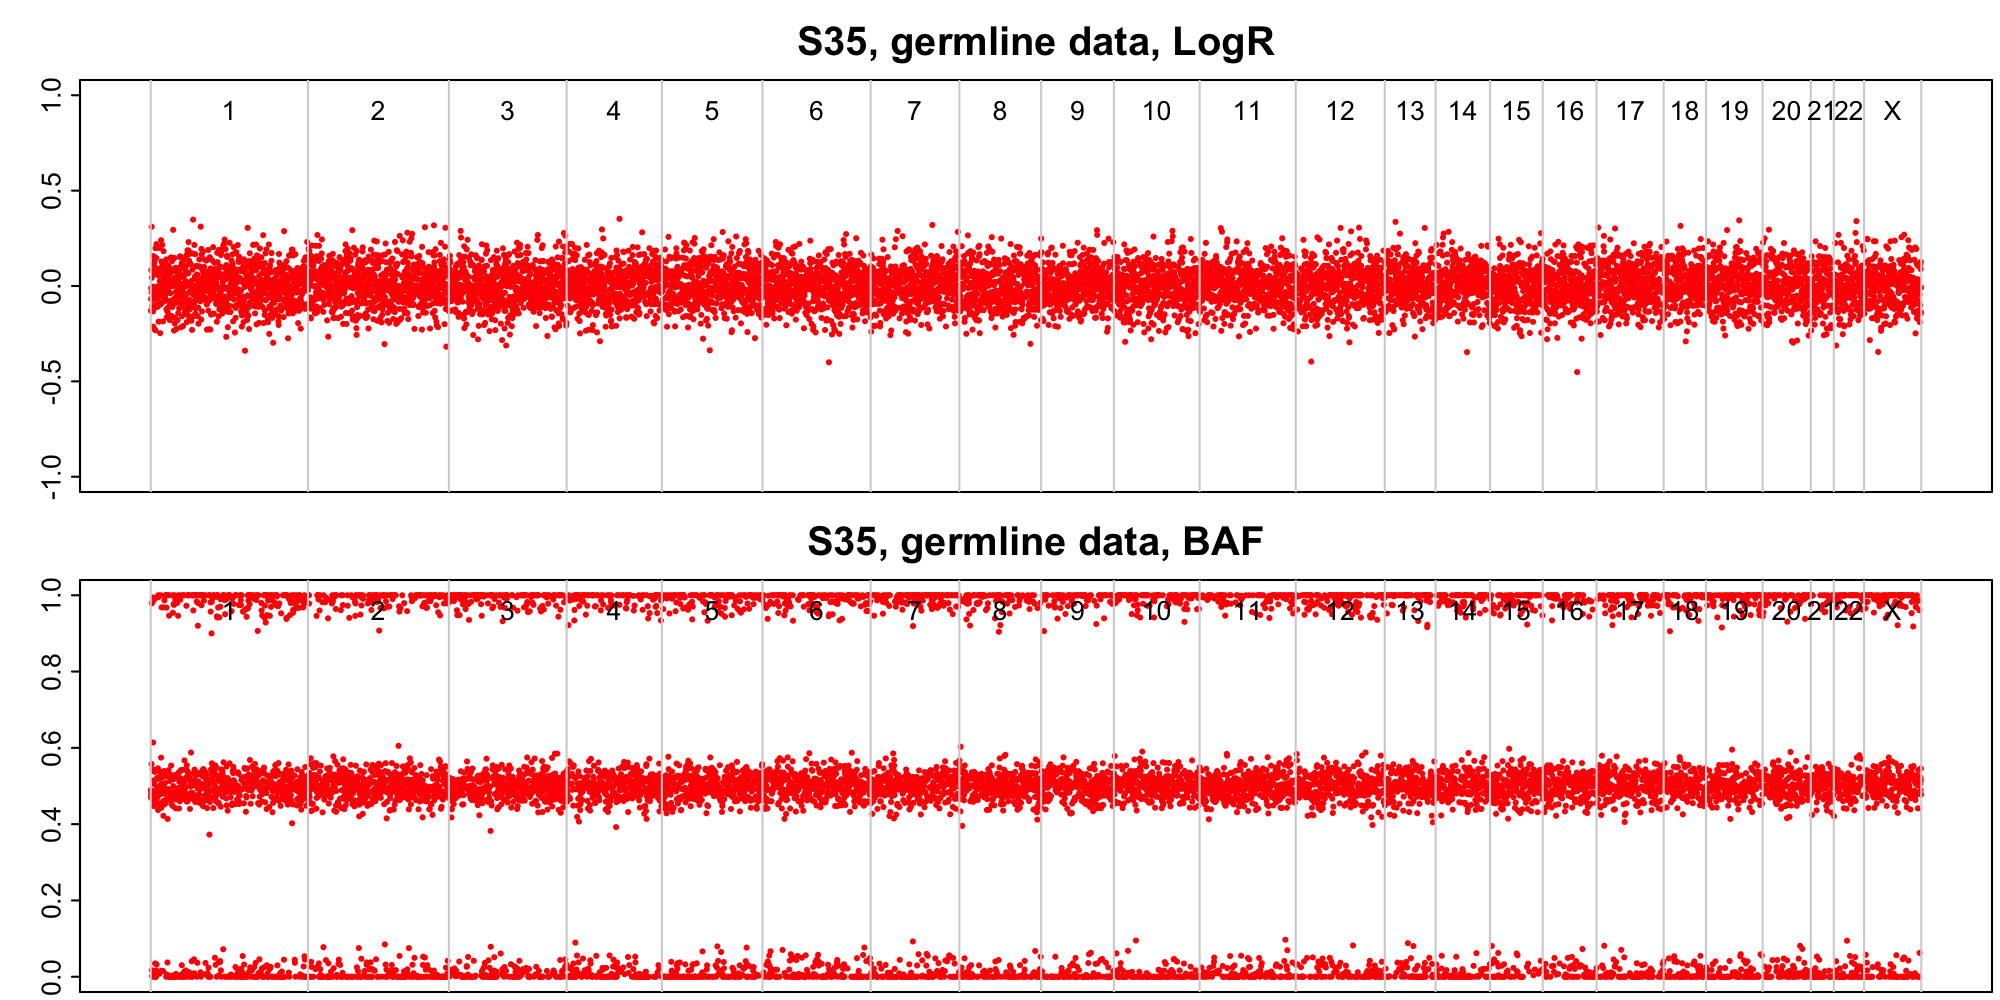 S35, germline data, LogR
1.0
0.5
0.0
-0.5
-1.0
1 2 3 4 5 6 7 8 9 10 11 12 13 14 15 16 17 18 19 20 21 22 X
S35, germline data, BAF
1.0
0.8
0.6
0.4
0.2
0.0
1 2 3 4 5 6 7 8 9 10 11 12 13 14 15 16 17 18 19 20 21 22 X